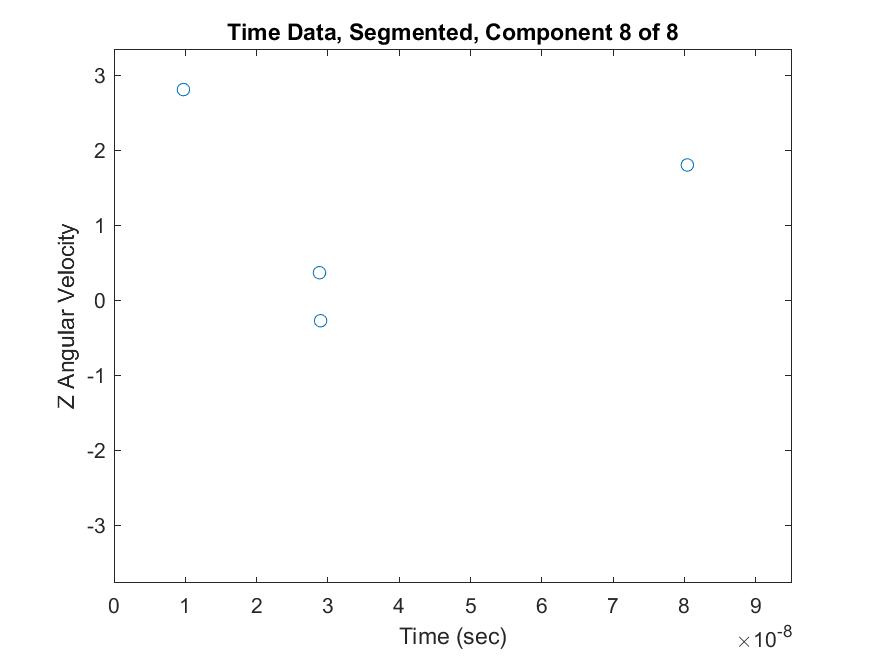 Time Data, Segmented, Component 8 of 8
3
2
1
0
-1
-2
-3
Z Angular Velocity
0 1 2 3 4 5 6 7 8 9
Time (sec)
×10-8